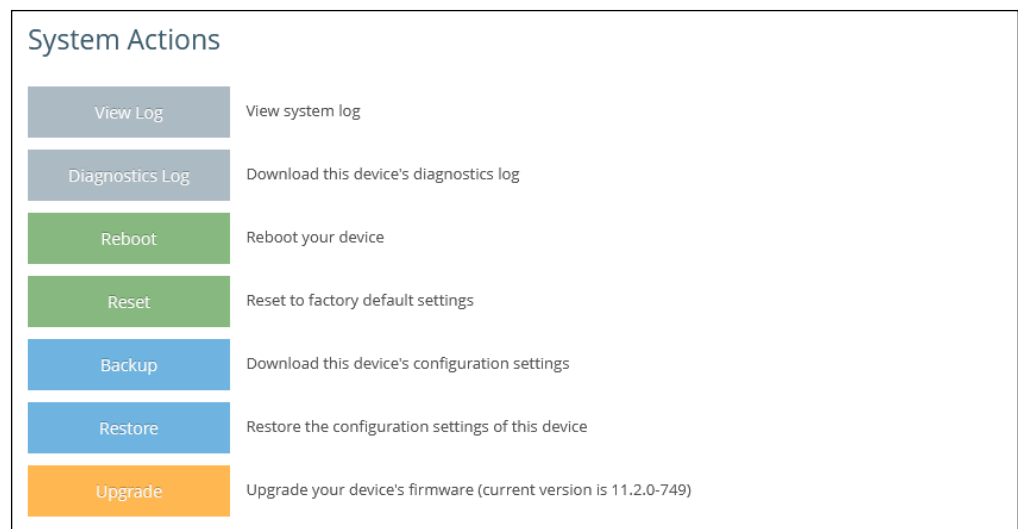 System Actions
View Log View system log
Diagnostics Log Download this device's diagnostics log
Reboot Reboot your device
Reset Reset to factory default settings
Backup Download this device's configuration settings
Restore Restore the configuration settings of this device
Upgrade Upgrade your device's firmware (current version is 11.2.0-749)